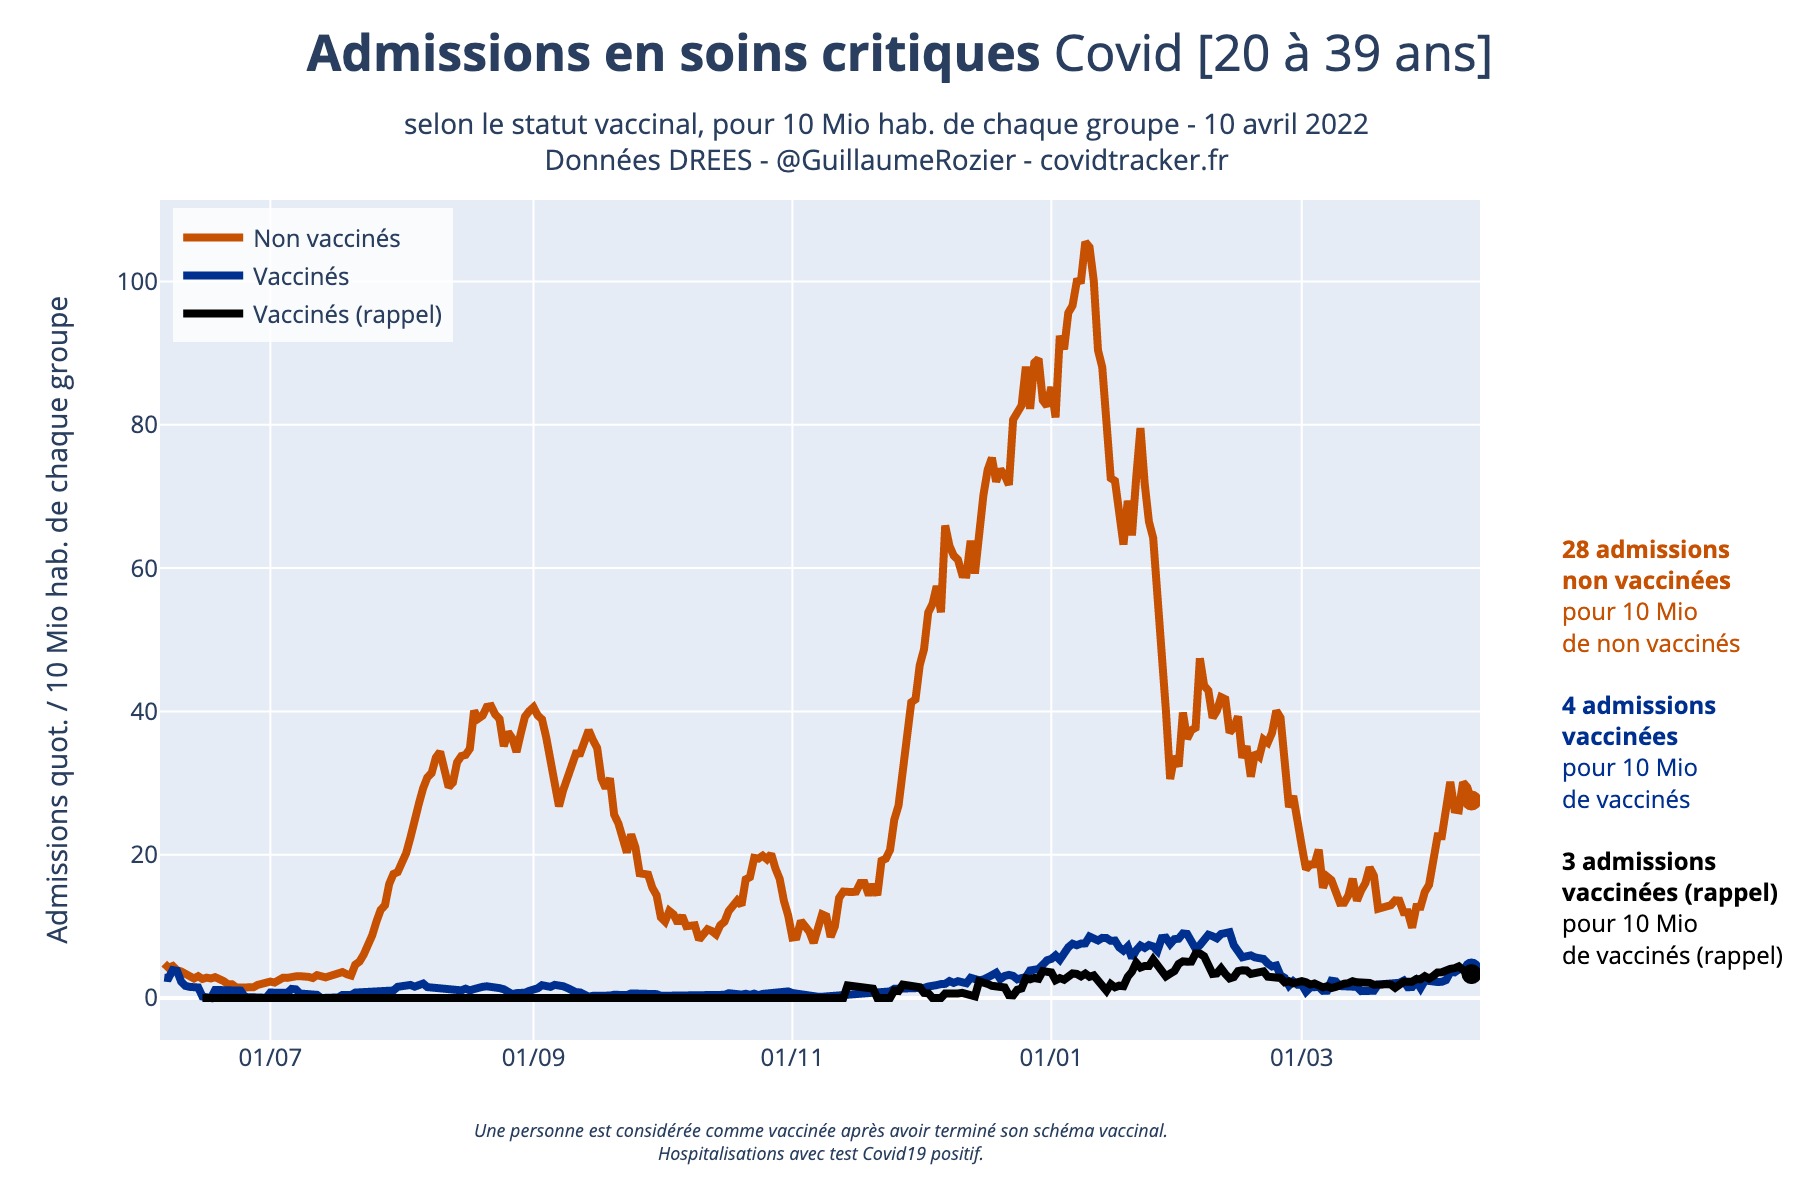 Admissions en soins critiques Covid [20 à 39 ans]
selon le statut vaccinal, pour 10 Mio hab. de chaque groupe - 10 avril 2022
Données DREES - @GuillaumeRozier - covidtracker.fr
Non vaccinés
Vaccinés
Vaccinés (rappel)
Admissions quot. / 10 Mio hab. de chaque groupe
100
80
60
40
20
0
01/07
01/09
01/11
01/01
01/03
28 admissions
non vaccinées
pour 10 Mio
de non vaccinés
4 admissions
vaccinées
pour 10 Mio
de vaccinés
3 admissions
vaccinées (rappel)
pour 10 Mio
de vaccinés (rappel)
Une personne est considérée comme vaccinée après avoir terminé son schéma vaccinal.
Hospitalisations avec test Covid19 positif.